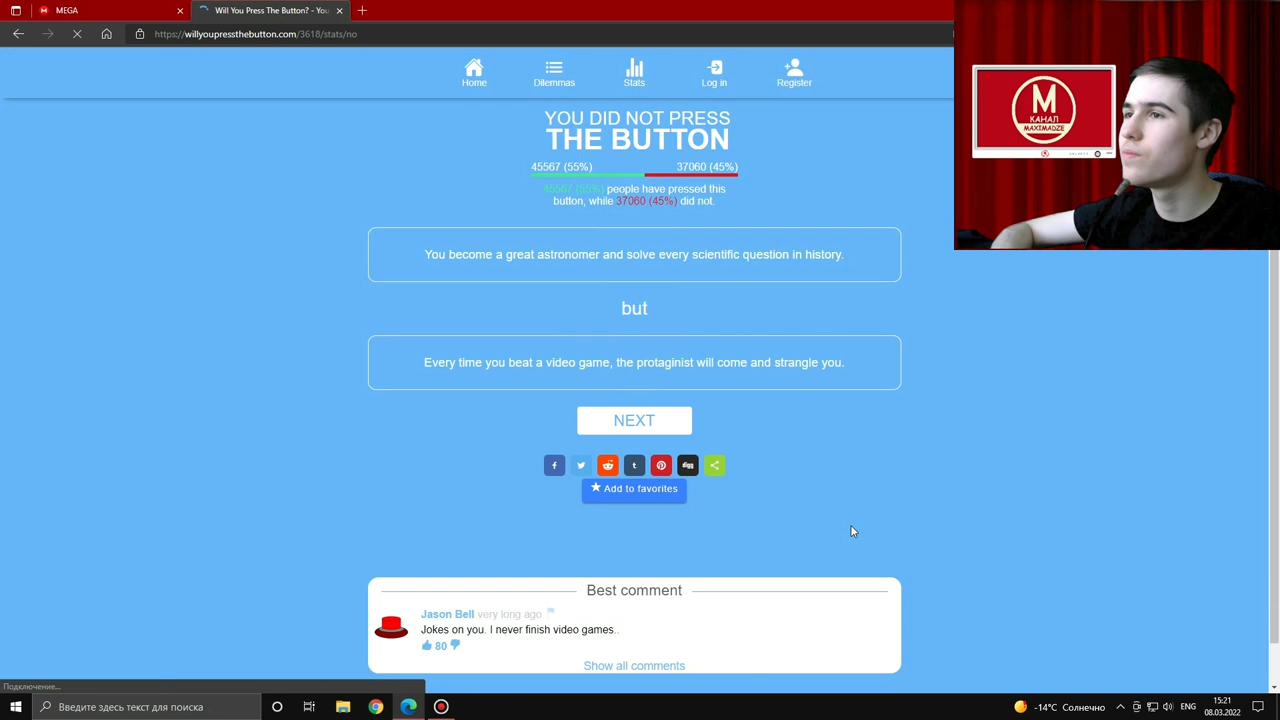 MEGA
Will You Press The Button? - You
https://willyoupressthebutton.com/3618/stats/no
Home
Dilemmas
Stats
Log in
Register
YOU DID NOT PRESS
THE BUTTON
45567 (55%)
37060 (45%)
45567 (55%) people have pressed this
button, while 37060 (45%) did not.
You become a great astronomer and solve every scientific question in history.
but
Every time you beat a video game, the protaginist will come and strangle you.
NEXT
Add to favorites
Best comment
Jason Bell very long ago
Jokes on you. I never finish video games..
80
Show all comments
M
КАНАЛ
MAXIMADZE
Подключение...
Введите здесь текст для поиска
-14°C Солнечно
ENG
15:21
08.03.2022